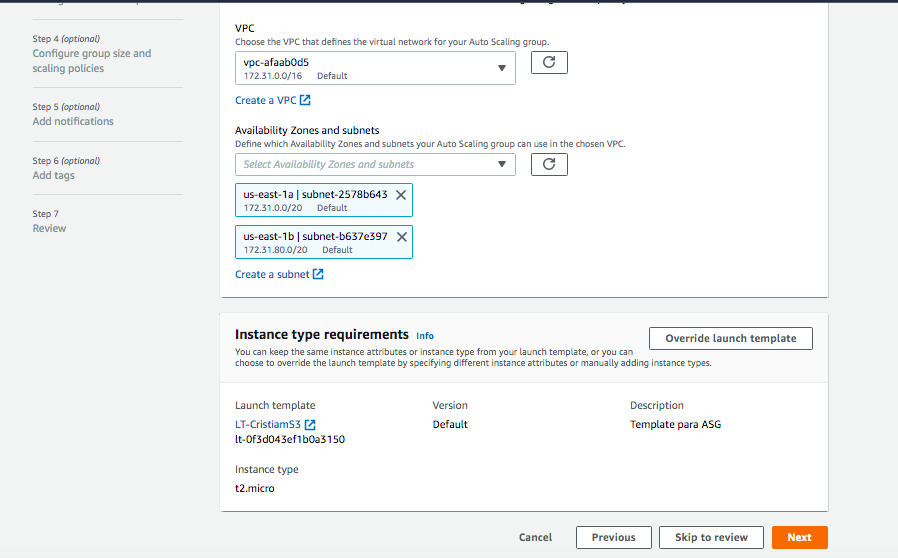 Step 4 (optional)
Configure group size and
scaling policies
Step 5 (optional)
Add notifications
Step 6 (optional)
Add tags
Step 7
Review
VPC
Choose the VPC that defines the virtual network for your Auto Scaling group.
vpc-afaab0d5
172.31.0.0/16 Default
Create a VPC
Availability Zones and subnets
Define which Availability Zones and subnets your Auto Scaling group can use in the chosen VPC.
Select Availability Zones and subnets
us-east-1a | subnet-2578b643
172.31.0.0/20 Default
us-east-1b | subnet-b637e397
172.31.80.0/20 Default
Create a subnet
Instance type requirements Info
Override launch template
You can keep the same instance attributes or instance type from your launch template, or you can
choose to override the launch template by specifying different instance attributes or manually adding instance types.
Launch template
LT-CristiamS3
lt-0f3d043ef1b0a3150
Version
Default
Description
Template para ASG
Instance type
t2.micro
Cancel
Previous
Skip to review
Next